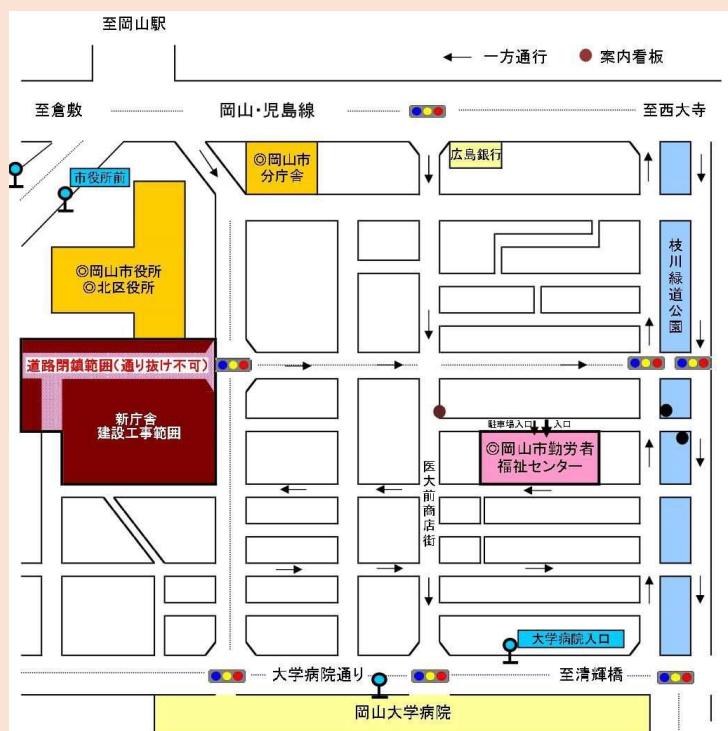 至岡山駅
一方通行
案内看板
至倉敷
岡山・児島線
至西大寺
◎岡山市
分庁舎
広島銀行
市役所前
◎岡山市役所
◎北区役所
枝川緑道公園
道路閉鎖範囲(通り抜け不可)
新庁舎
建設工事範囲
駐車場入口
入口
◎岡山市勤労者
福祉センター
医大前商店街
大学病院入口
大学病院通り
至清輝橋
岡山大学病院